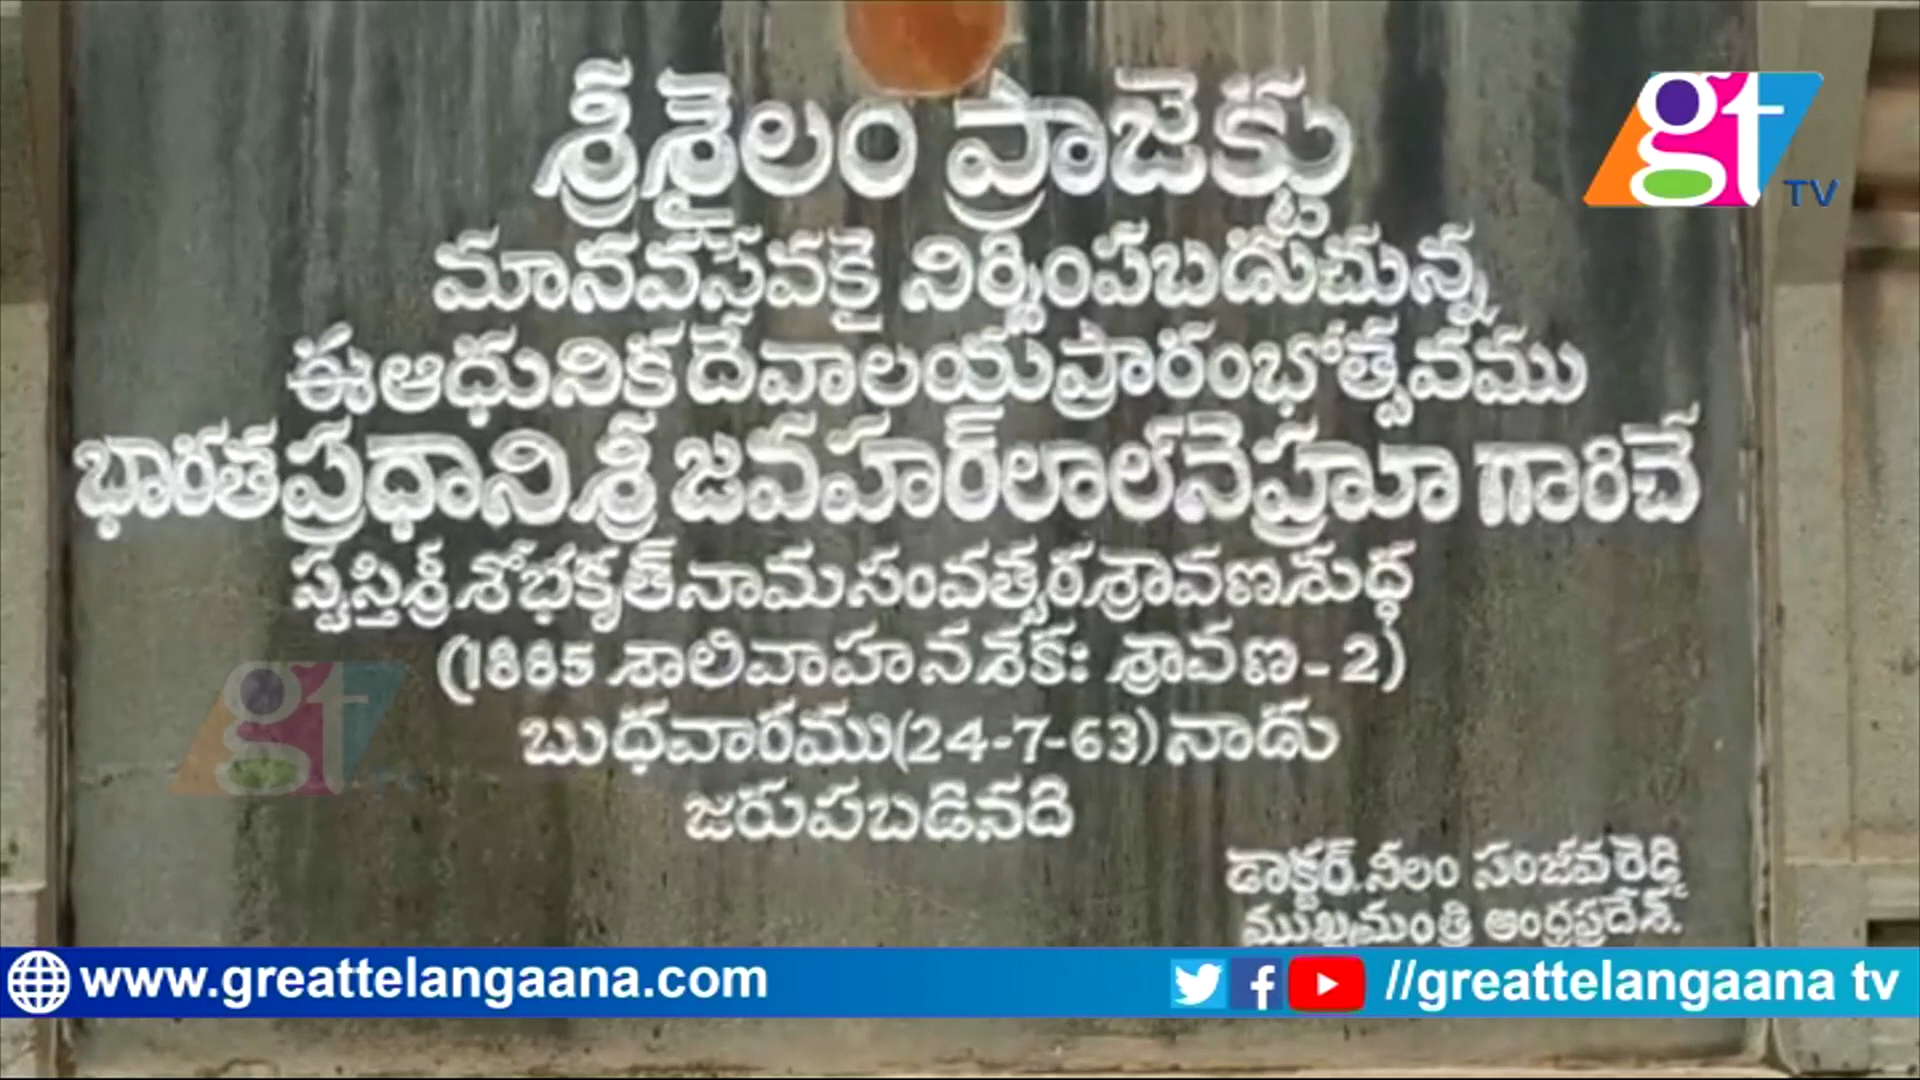 శ్రీశైలం ప్రాజెక్టు
gt TV
మానవసేవకై నిర్మింపబడుచున్న
ఈ ఆధునిక దేవాలయ ప్రారంభోత్సవము
భారత ప్రధాని శ్రీ జవహర్‌లాల్ నెహ్రూ గారిచే
స్వస్తిశ్రీ శోభకృత్ నామ సంవత్సర శ్రావణ శుద్ధ
(1885 శాలివాహన శకః శ్రావణ - 2)
బుధవారము (24-7-63) నాడు
జరుపబడినది
డాక్టర్. నీలం సంజీవరెడ్డి
ముఖ్యమంత్రి ఆంధ్రప్రదేశ్.
www.greattelangaana.com
//greattelangaana tv